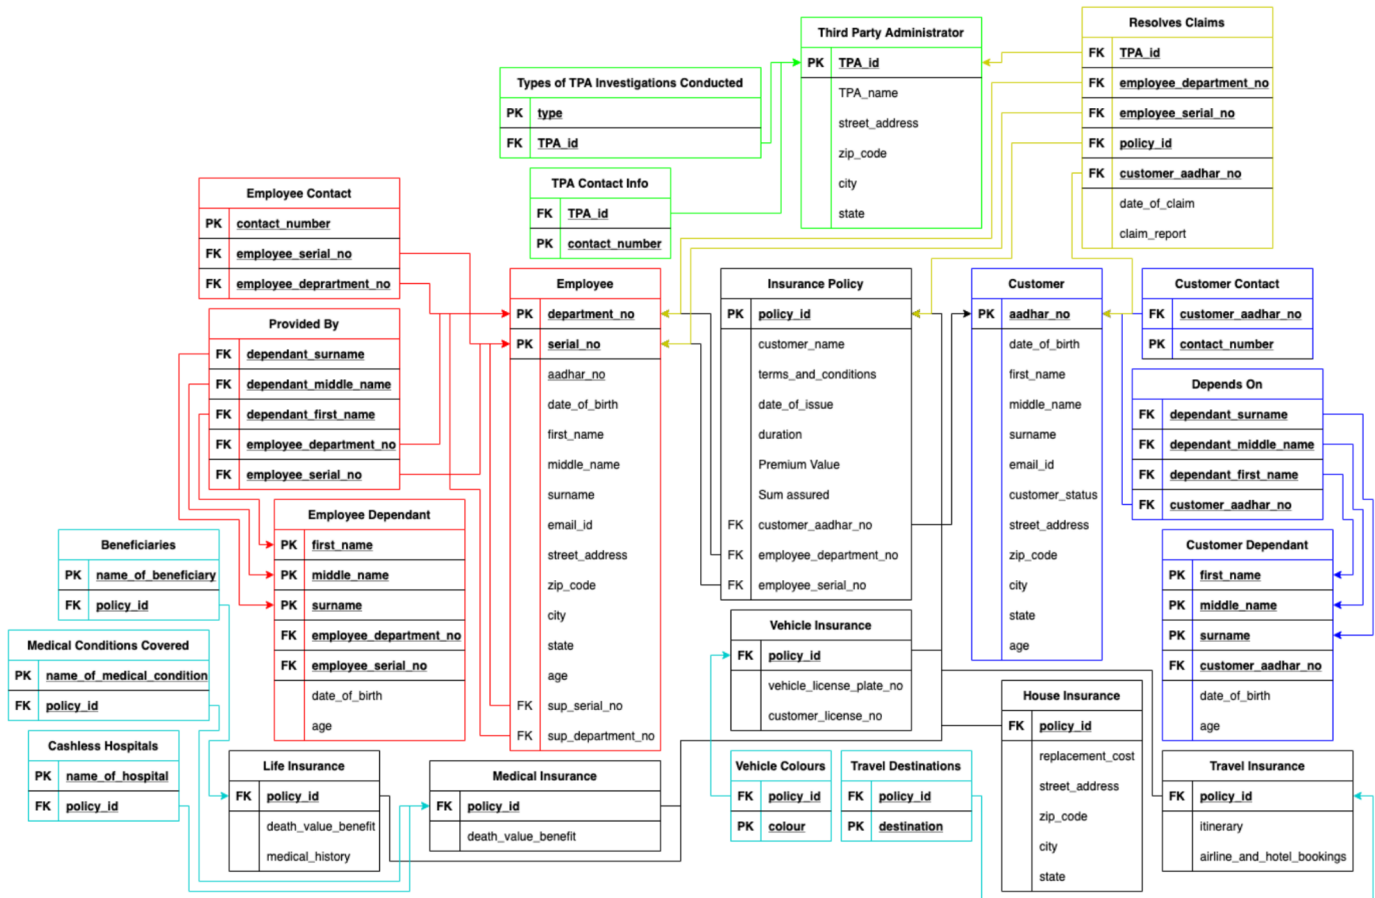 Resolves Claims
FK TPA_id
FK employee_department_no
FK employee_serial_no
FK policy_id
FK customer_aadhar_no
date_of_claim
claim_report
Third Party Administrator
PK TPA_id
TPA_name
street_address
zip_code
city
state
Types of TPA Investigations Conducted
PK type
FK TPA_id
TPA Contact Info
FK TPA_id
PK contact_number
Employee Contact
PK contact_number
FK employee_serial_no
FK employee_deprartment_no
Provided By
FK dependant_surname
FK dependant_middle_name
FK dependant_first_name
FK employee_department_no
FK employee_serial_no
Employee
PK department_no
PK serial_no
aadhar_no
date_of_birth
first_name
middle_name
surname
email_id
street_address
zip_code
city
state
age
FK sup_serial_no
FK sup_department_no
Insurance Policy
PK policy_id
customer_name
terms_and_conditions
date_of_issue
duration
Premium Value
Sum assured
FK customer_aadhar_no
FK employee_department_no
FK employee_serial_no
Customer
PK aadhar_no
date_of_birth
first_name
middle_name
surname
email_id
customer_status
street_address
zip_code
city
state
age
Customer Contact
FK customer_aadhar_no
PK contact_number
Depends On
FK dependant_surname
FK dependant_middle_name
FK dependant_first_name
FK customer_aadhar_no
Employee Dependant
PK first_name
PK middle_name
PK surname
FK employee_department_no
FK employee_serial_no
date_of_birth
age
Customer Dependant
PK first_name
PK middle_name
PK surname
FK customer_aadhar_no
date_of_birth
age
Beneficiaries
PK name_of_beneficiary
FK policy_id
Medical Conditions Covered
PK name_of_medical_condition
FK policy_id
Cashless Hospitals
PK name_of_hospital
FK policy_id
Life Insurance
FK policy_id
death_value_benefit
medical_history
Medical Insurance
FK policy_id
death_value_benefit
Vehicle Insurance
FK policy_id
vehicle_license_plate_no
customer_license_no
Vehicle Colours
FK policy_id
PK colour
Travel Destinations
FK policy_id
PK destination
House Insurance
FK policy_id
replacement_cost
street_address
zip_code
city
state
Travel Insurance
FK policy_id
itinerary
airline_and_hotel_bookings